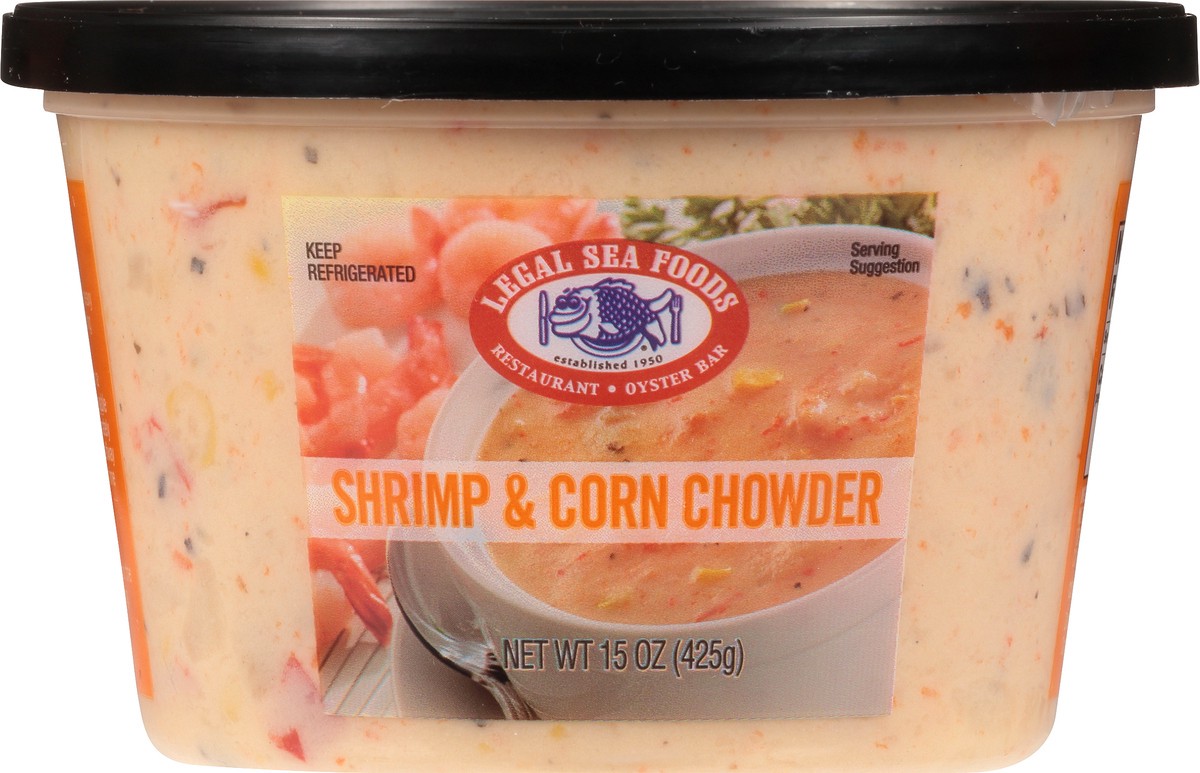 KEEP
REFRIGERATED
Serving
Suggestion
LEGAL SEA FOODS
established 1950
RESTAURANT • OYSTER BAR
SHRIMP & CORN CHOWDER
NET WT 15 OZ (425g)